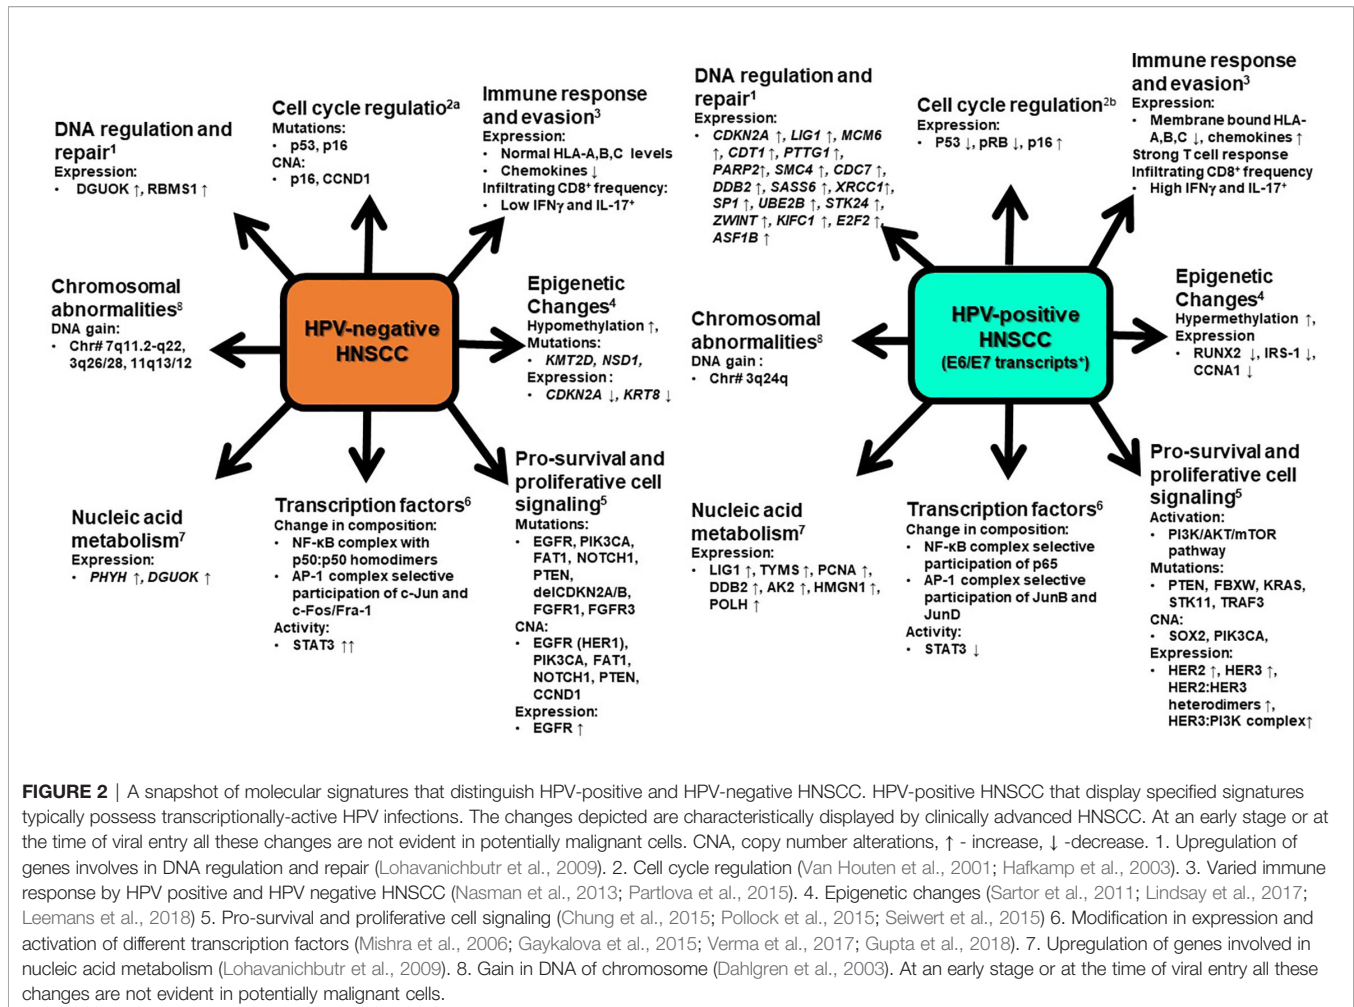 DNA regulation and
repair1
Expression:
• DGUOK ↑, RBMS1 ↑
Cell cycle regulatio2a
Mutations:
• p53, p16
CNA:
• p16, CCND1
Immune response
and evasion3
Expression:
• Normal HLA-A,B,C levels
• Chemokines ↓
Infiltrating CD8+ frequency:
• Low IFNγ and IL-17+
Chromosomal
abnormalities8
DNA gain:
• Chr# 7q11.2-q22,
3q26/28, 11q13/12
HPV-negative
HNSCC
Epigenetic
Changes4
Hypomethylation ↑,
Mutations:
• KMT2D, NSD1,
Expression :
• CDKN2A ↓, KRT8 ↓
Nucleic acid
metabolism7
Expression:
• PHYH ↑, DGUOK ↑
Transcription factors6
Change in composition:
• NF-κB complex with
p50:p50 homodimers
• AP-1 complex selective
participation of c-Jun and
c-Fos/Fra-1
Activity:
• STAT3 ↑↑
Pro-survival and
proliferative cell
signaling5
Mutations:
• EGFR, PIK3CA,
FAT1, NOTCH1,
PTEN,
delCDKN2A/B,
FGFR1, FGFR3
CNA:
• EGFR (HER1),
PIK3CA, FAT1,
NOTCH1, PTEN,
CCND1
Expression:
• EGFR ↑
DNA regulation and
repair1
Expression:
• CDKN2A ↑, LIG1 ↑, MCM6
↑, CDT1 ↑, PTTG1 ↑,
PARP2↑, SMC4 ↑, CDC7 ↑,
DDB2 ↑, SASS6 ↑, XRCC1↑,
SP1 ↑, UBE2B ↑, STK24 ↑,
ZWINT ↑, KIFC1 ↑, E2F2 ↑,
ASF1B ↑
Cell cycle regulation2b
Expression:
• P53 ↓, pRB ↓, p16 ↑
Immune response
and evasion3
Expression:
• Membrane bound HLA-
A,B,C ↓, chemokines ↑
Strong T cell response
Infiltrating CD8+ frequency
• High IFNγ and IL-17+
Chromosomal
abnormalities8
DNA gain :
• Chr# 3q24q
HPV-positive
HNSCC
(E6/E7 transcripts+)
Epigenetic
Changes4
Hypermethylation ↑,
Expression
• RUNX2 ↓, IRS-1 ↓,
CCNA1 ↓
Nucleic acid
metabolism7
Expression:
• LIG1 ↑, TYMS ↑, PCNA ↑,
DDB2 ↑, AK2 ↑, HMGN1 ↑,
POLH ↑
Transcription factors6
Change in composition:
• NF-κB complex selective
participation of p65
• AP-1 complex selective
participation of JunB and
JunD
Activity:
• STAT3 ↓
Pro-survival and
proliferative cell
signaling5
Activation:
• PI3K/AKT/mTOR
pathway
Mutations:
• PTEN, FBXW, KRAS,
STK11, TRAF3
CNA:
• SOX2, PIK3CA,
Expression:
• HER2 ↑, HER3 ↑,
HER2:HER3
heterodimers ↑,
HER3:PI3K complex↑
FIGURE 2 | A snapshot of molecular signatures that distinguish HPV-positive and HPV-negative HNSCC. HPV-positive HNSCC that display specified signatures
typically possess transcriptionally-active HPV infections. The changes depicted are characteristically displayed by clinically advanced HNSCC. At an early stage or at
the time of viral entry all these changes are not evident in potentially malignant cells. CNA, copy number alterations, ↑ - increase, ↓ -decrease. 1. Upregulation of
genes involves in DNA regulation and repair (Lohavanichbutr et al., 2009). 2. Cell cycle regulation (Van Houten et al., 2001; Hafkamp et al., 2003). 3. Varied immune
response by HPV positive and HPV negative HNSCC (Nasman et al., 2013; Partlova et al., 2015). 4. Epigenetic changes (Sartor et al., 2011; Lindsay et al., 2017;
Leemans et al., 2018) 5. Pro-survival and proliferative cell signaling (Chung et al., 2015; Pollock et al., 2015; Seiwert et al., 2015) 6. Modification in expression and
activation of different transcription factors (Mishra et al., 2006; Gaykalova et al., 2015; Verma et al., 2017; Gupta et al., 2018). 7. Upregulation of genes involved in
nucleic acid metabolism (Lohavanichbutr et al., 2009). 8. Gain in DNA of chromosome (Dahlgren et al., 2003). At an early stage or at the time of viral entry all these
changes are not evident in potentially malignant cells.